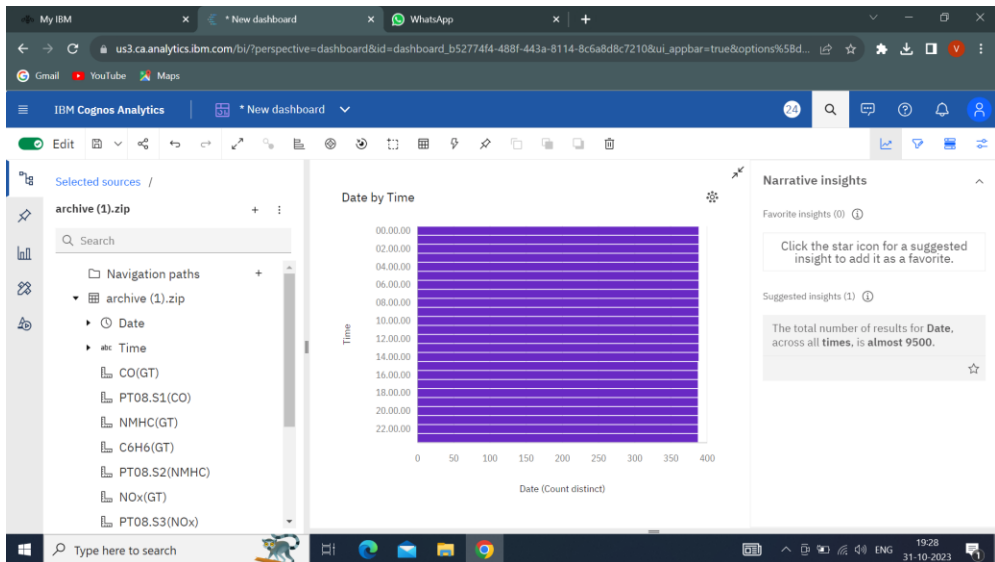 My IBM
* New dashboard
WhatsApp
us3.ca.analytics.ibm.com/bi/?perspective=dashboard&id=dashboard_b52774f4-488f-443a-8114-8c6a8d8c7210&ui_appbar=true&options%5Bd...
V
Gmail
YouTube
Maps
IBM Cognos Analytics
* New dashboard
24
Edit
Selected sources /
archive (1).zip
Search
Navigation paths
archive (1).zip
Date
abc Time
CO(GT)
PT08.S1(CO)
NMHC(GT)
C6H6(GT)
PT08.S2(NMHC)
NOx(GT)
PT08.S3(NOx)
Date by Time
Time
00.00.00
02.00.00
04.00.00
06.00.00
08.00.00
10.00.00
12.00.00
14.00.00
16.00.00
18.00.00
20.00.00
22.00.00
0 50 100 150 200 250 300 350 400
Date (Count distinct)
Narrative insights
Favorite insights (0)
Click the star icon for a suggested
insight to add it as a favorite.
Suggested insights (1)
The total number of results for Date,
across all times, is almost 9500.
Type here to search
ENG
19:28
31-10-2023
1